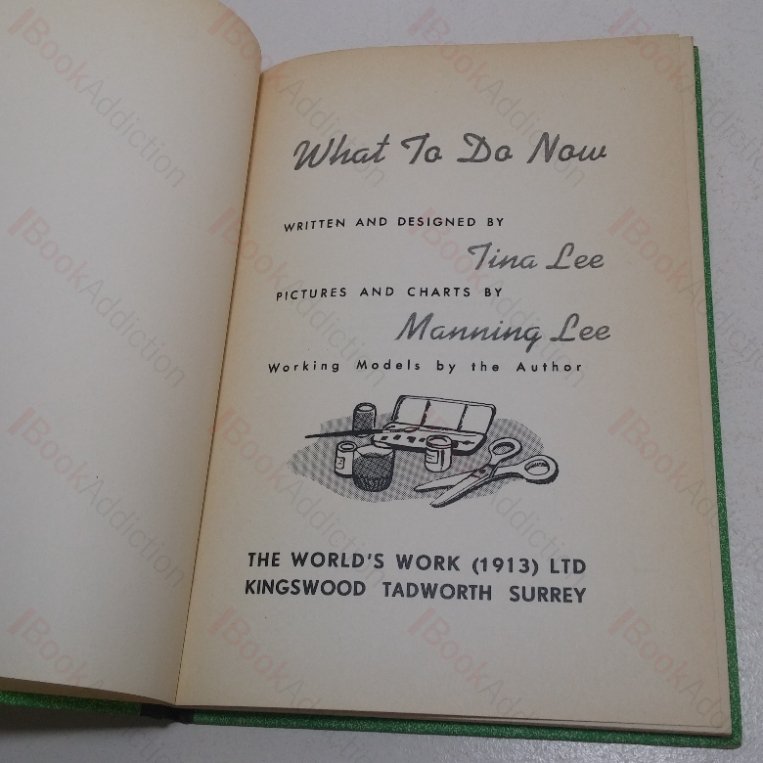 What To Do Now
WRITTEN AND DESIGNED BY
Tina Lee
PICTURES AND CHARTS BY
Manning Lee
Working Models by the Author
THE WORLD'S WORK (1913) LTD
KINGSWOOD TADWORTH SURREY
BookAddiction